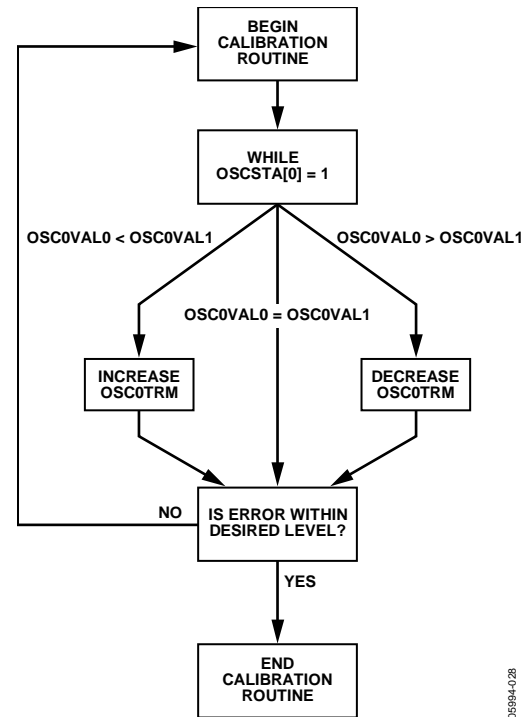 BEGIN
CALIBRATION
ROUTINE
WHILE
OSCSTA[0] = 1
OSC0VAL0 < OSC0VAL1
OSC0VAL0 > OSC0VAL1
OSC0VAL0 = OSC0VAL1
INCREASE
OSC0TRM
DECREASE
OSC0TRM
NO
IS ERROR WITHIN
DESIRED LEVEL?
YES
END
CALIBRATION
ROUTINE
05994-028